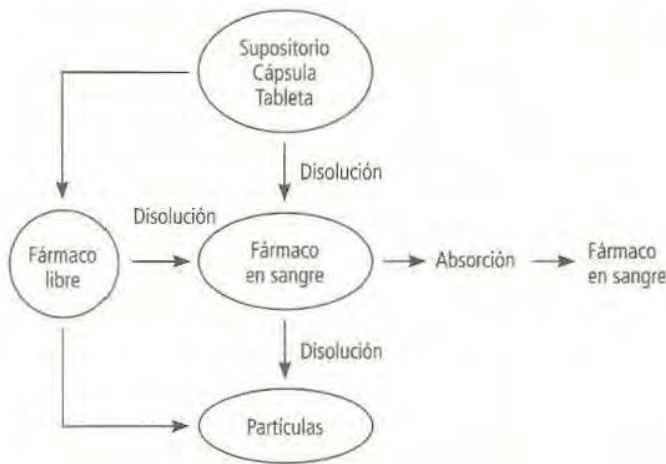 Supositorio
Cápsula
Tableta
Disolución
Disolución
Fármaco
libre
Fármaco
en sangre
Absorción
Fármaco
en sangre
Disolución
Partículas